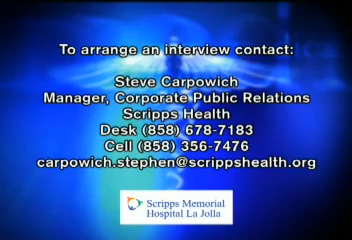 To arrange an interview contact:
Steve Carpowich
Manager, Corporate Public Relations
Scripps Health
Desk (858) 678-7183
Cell (858) 356-7476
carpowich.stephen@scrippshealth.org
Scripps Memorial
Hospital La Jolla